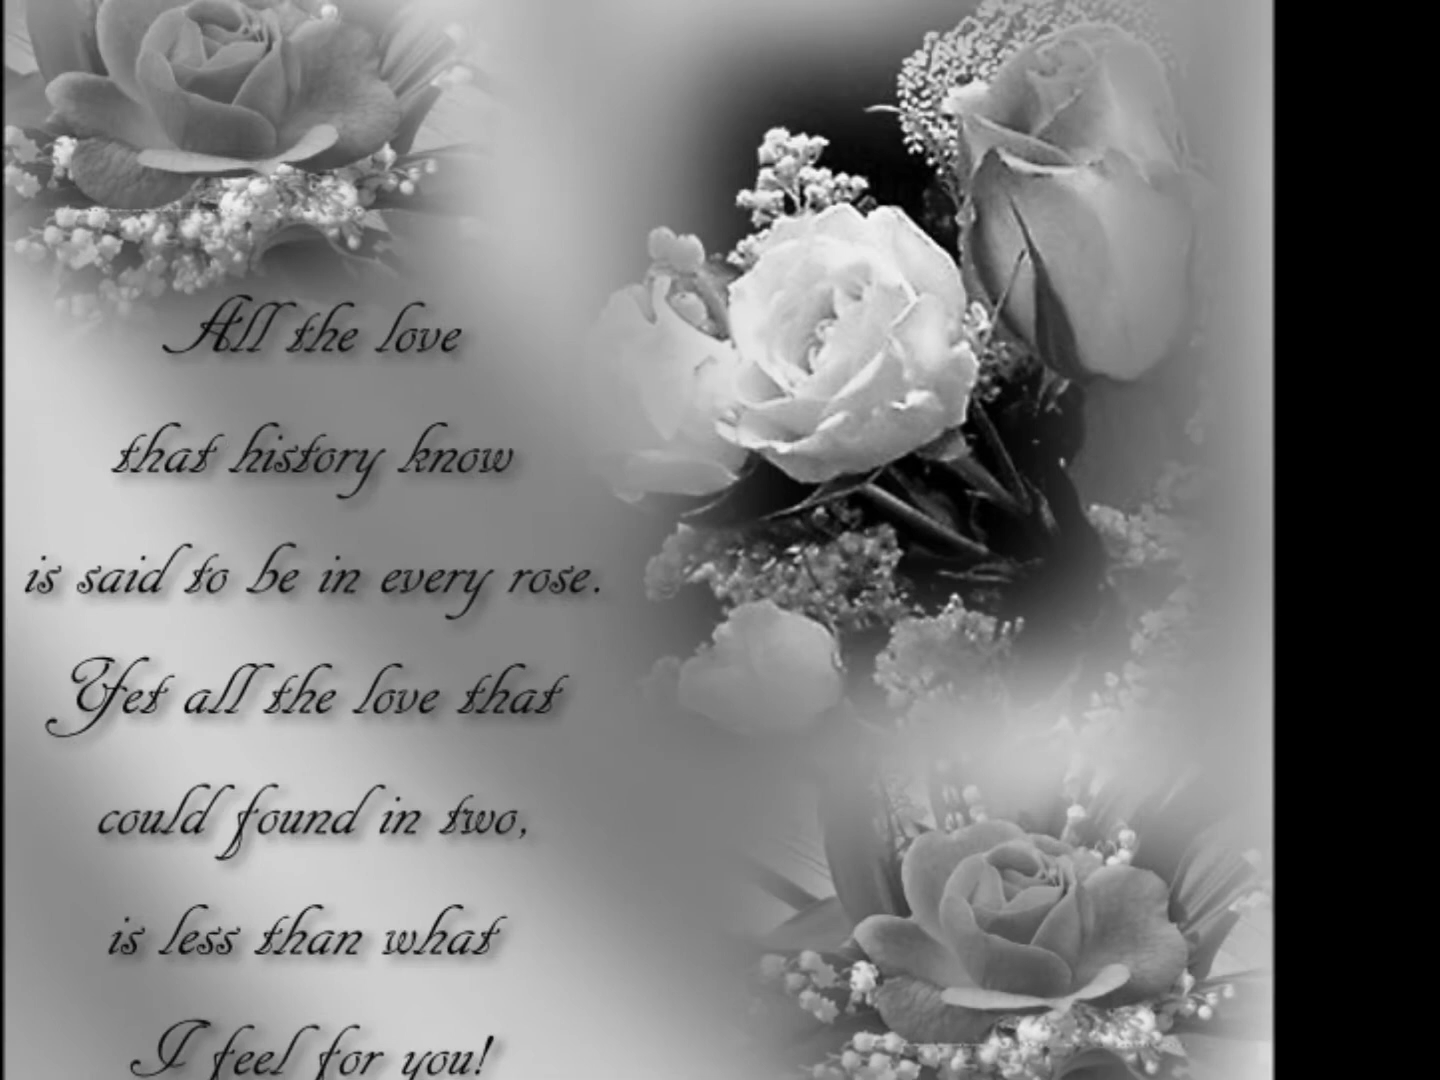 All the love
that history know
is said to be in every rose.
Yet all the love that
could found in two,
is less than what
I feel for you!